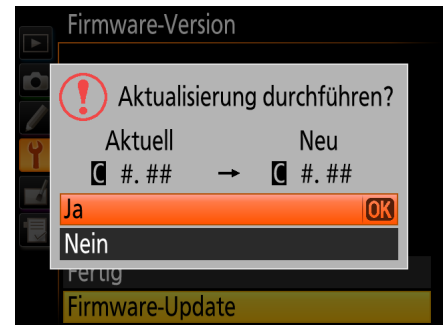 Firmware-Version
Aktualisierung durchführen?
Aktuell Neu
C #. ## → C #. ##
Ja OK
Nein
Fertig
Firmware-Update